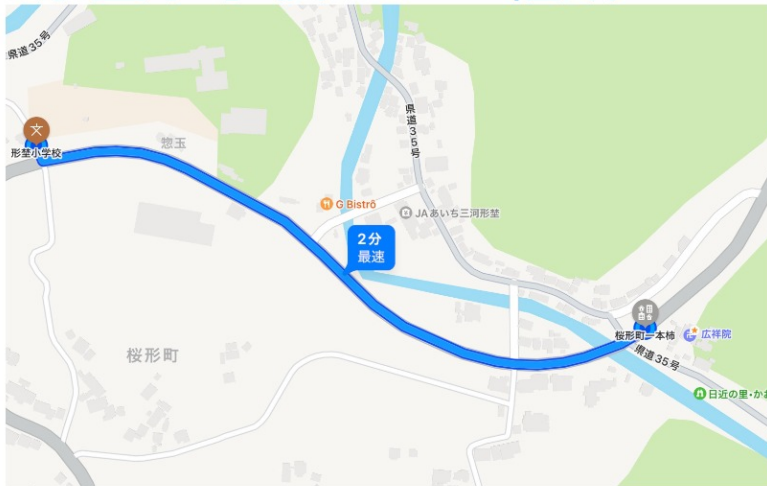 県道35号
形埜小学校
惣玉
県道35号
G Bistrô
JAあいち三河形埜
2分
最速
桜形町一本柿
広祥院
桜形町
県道35号
日近の里・かお